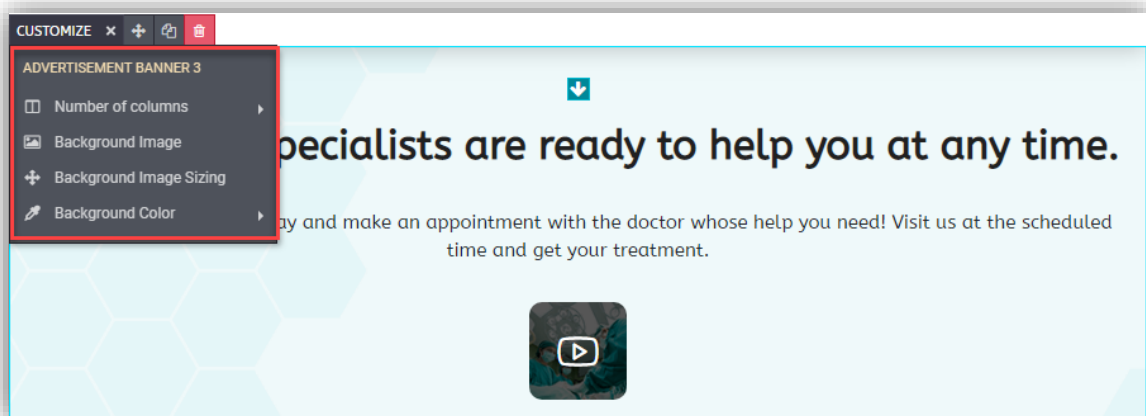 CUSTOMIZE
ADVERTISEMENT BANNER 3
Number of columns
Background Image
Background Image Sizing
Background Color
are ready to help you at any time.
and make an appointment with the doctor whose help you need! Visit us at the scheduled
time and get your treatment.